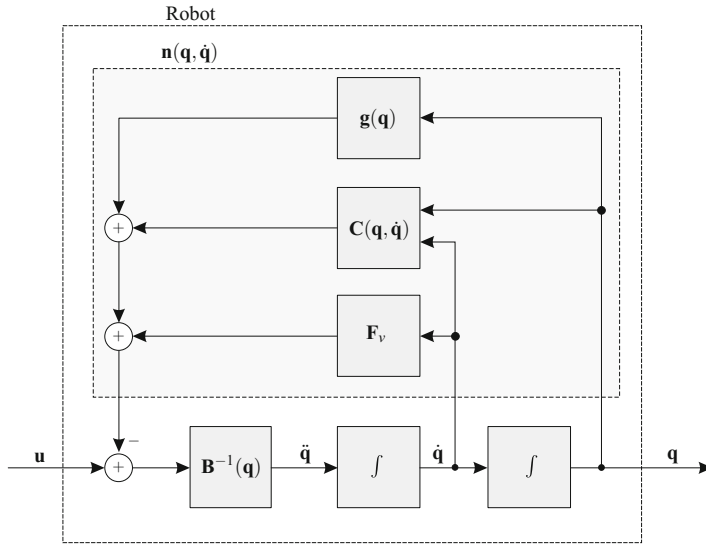 Robot
n(q, q̇)
g(q)
+
C(q, q̇)
+
F_v
−
u
+
B⁻¹(q)
q̈
∫
q̇
∫
q